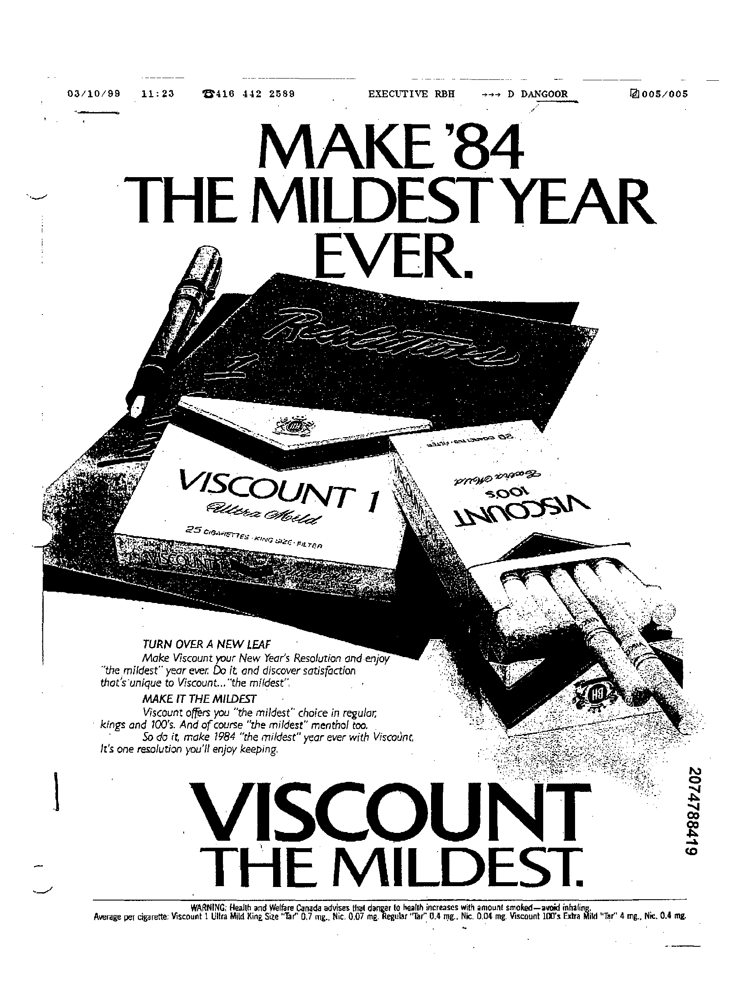 03/10/99 11:23 ☎416 442 2589 EXECUTIVE RBH →→→ D DANGOOR 005/005
MAKE '84
THE MILDEST YEAR
EVER.
Resolutions
1
VISCOUNT 1
Ultra Mild
25 CIGARETTES · KING SIZE · FILTER
VISCOUNT
20 CIGARETTES · FILTER
Extra Mild
100's
VISCOUNT
BH
TURN OVER A NEW LEAF
Make Viscount your New Year's Resolution and enjoy
"the mildest" year ever. Do it, and discover satisfaction
that's unique to Viscount..."the mildest".
MAKE IT THE MILDEST
Viscount offers you "the mildest" choice in regular,
kings and 100's. And of course "the mildest" menthol too.
So do it, make 1984 "the mildest" year ever with Viscount.
It's one resolution you'll enjoy keeping.
VISCOUNT
THE MILDEST.
2074788419
WARNING: Health and Welfare Canada advises that danger to health increases with amount smoked—avoid inhaling.
Average per cigarette: Viscount 1 Ultra Mild King Size "Tar" 0.7 mg., Nic. 0.07 mg. Regular "Tar" 0.4 mg., Nic. 0.04 mg. Viscount 100's Extra Mild "Tar" 4 mg., Nic. 0.4 mg.